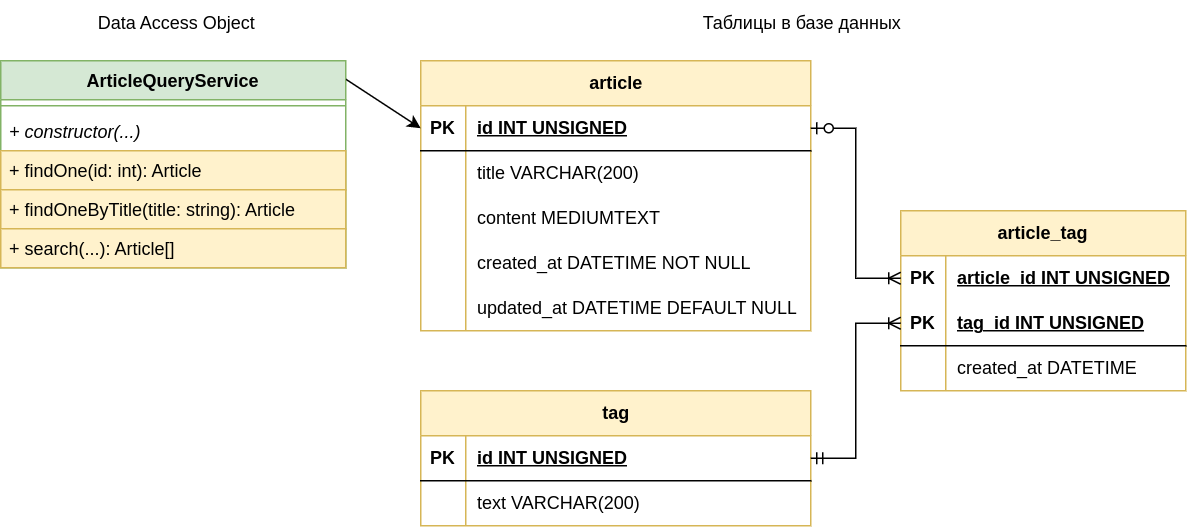 Data Access Object
Таблицы в базе данных
ArticleQueryService
+ constructor(...)
+ findOne(id: int): Article
+ findOneByTitle(title: string): Article
+ search(...): Article[]
article
PK id INT UNSIGNED
title VARCHAR(200)
content MEDIUMTEXT
created_at DATETIME NOT NULL
updated_at DATETIME DEFAULT NULL
article_tag
PK article_id INT UNSIGNED
PK tag_id INT UNSIGNED
created_at DATETIME
tag
PK id INT UNSIGNED
text VARCHAR(200)